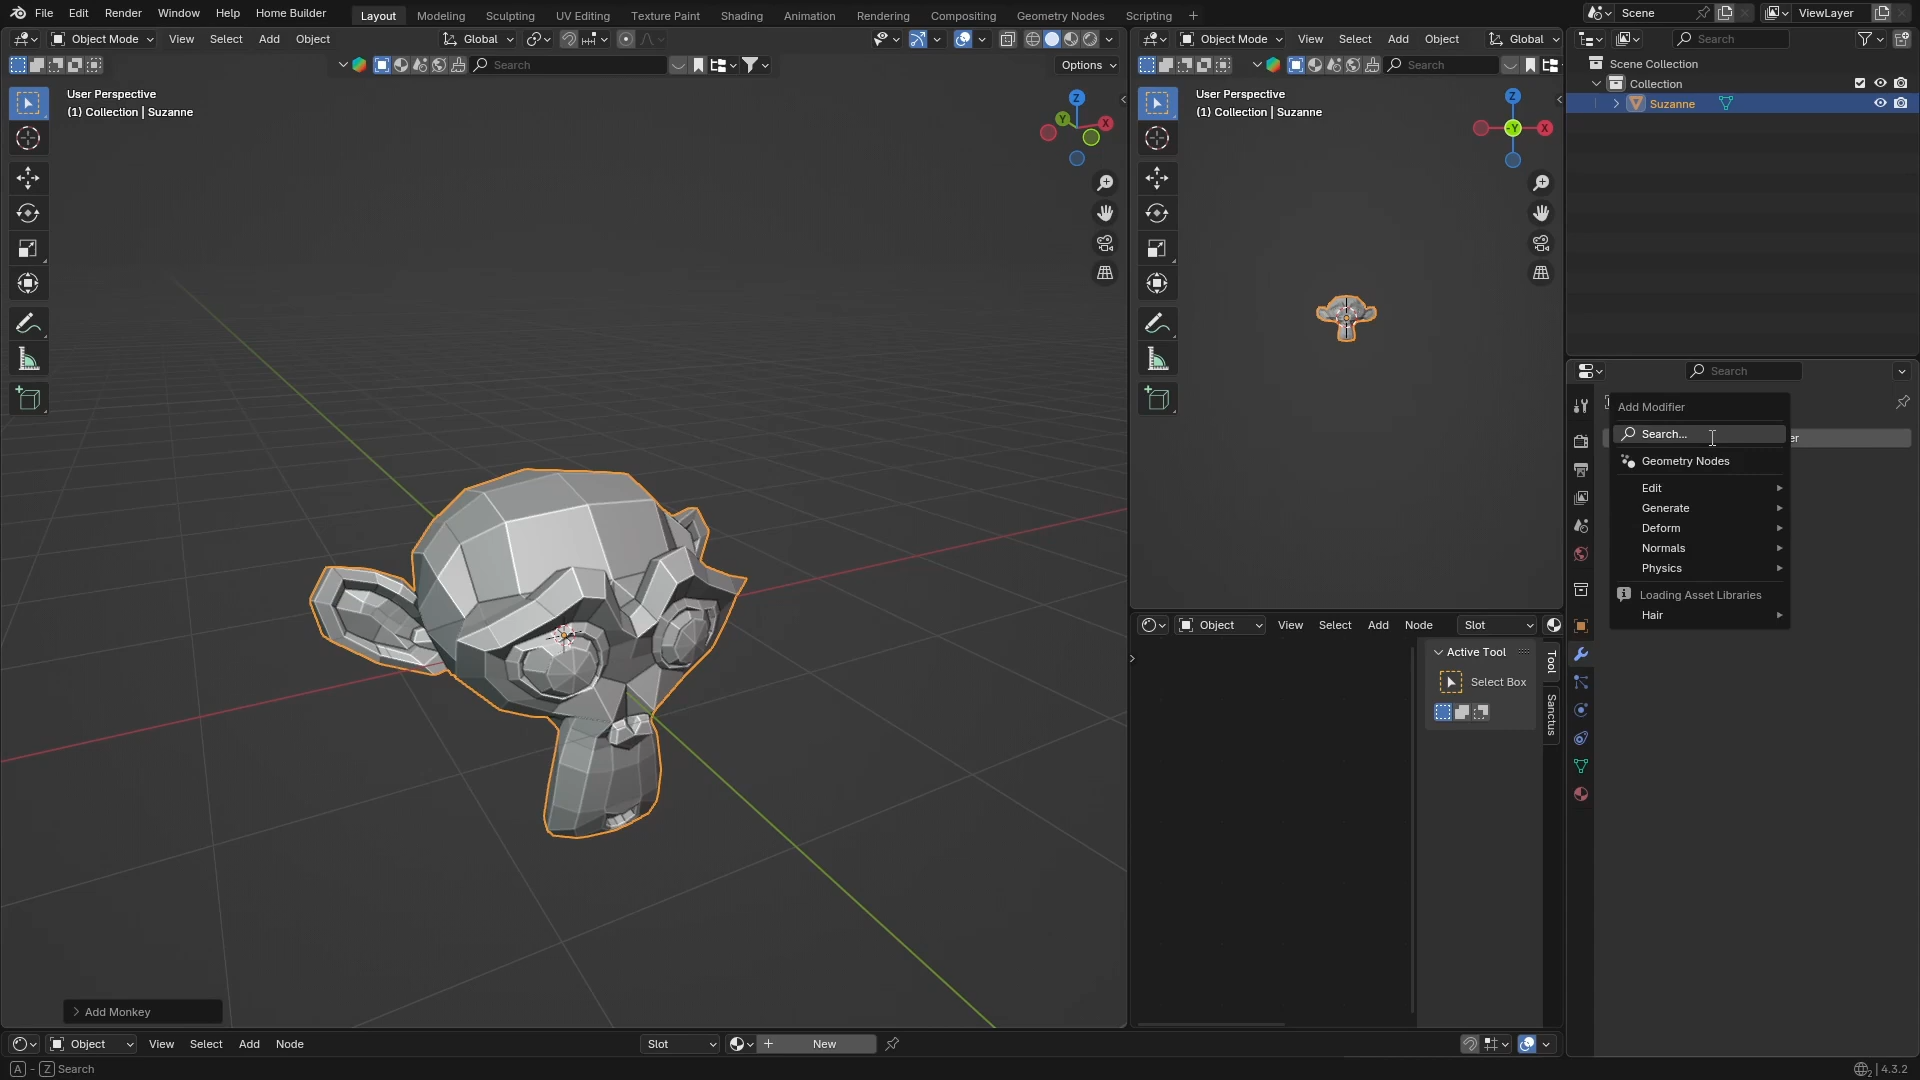 File Edit Render Window Help Home Builder
Layout Modeling Sculpting UV Editing Texture Paint Shading Animation Rendering Compositing Geometry Nodes Scripting +
Scene
ViewLayer
Object Mode View Select Add Object
Global
Search
Options
User Perspective
(1) Collection | Suzanne
Z
Y
X
Add Monkey
Object Mode View Select Add Object
Global
Search
User Perspective
(1) Collection | Suzanne
Z
-Y
X
Object View Select Add Node
Slot
Active Tool
Select Box
Tool
Sanctus
Search
Scene Collection
Collection
Suzanne
Search
Add Modifier
Search...
er
Geometry Nodes
Edit
Generate
Deform
Normals
Physics
Loading Asset Libraries
Hair
Object View Select Add Node
Slot
New
A - Z Search
4.3.2